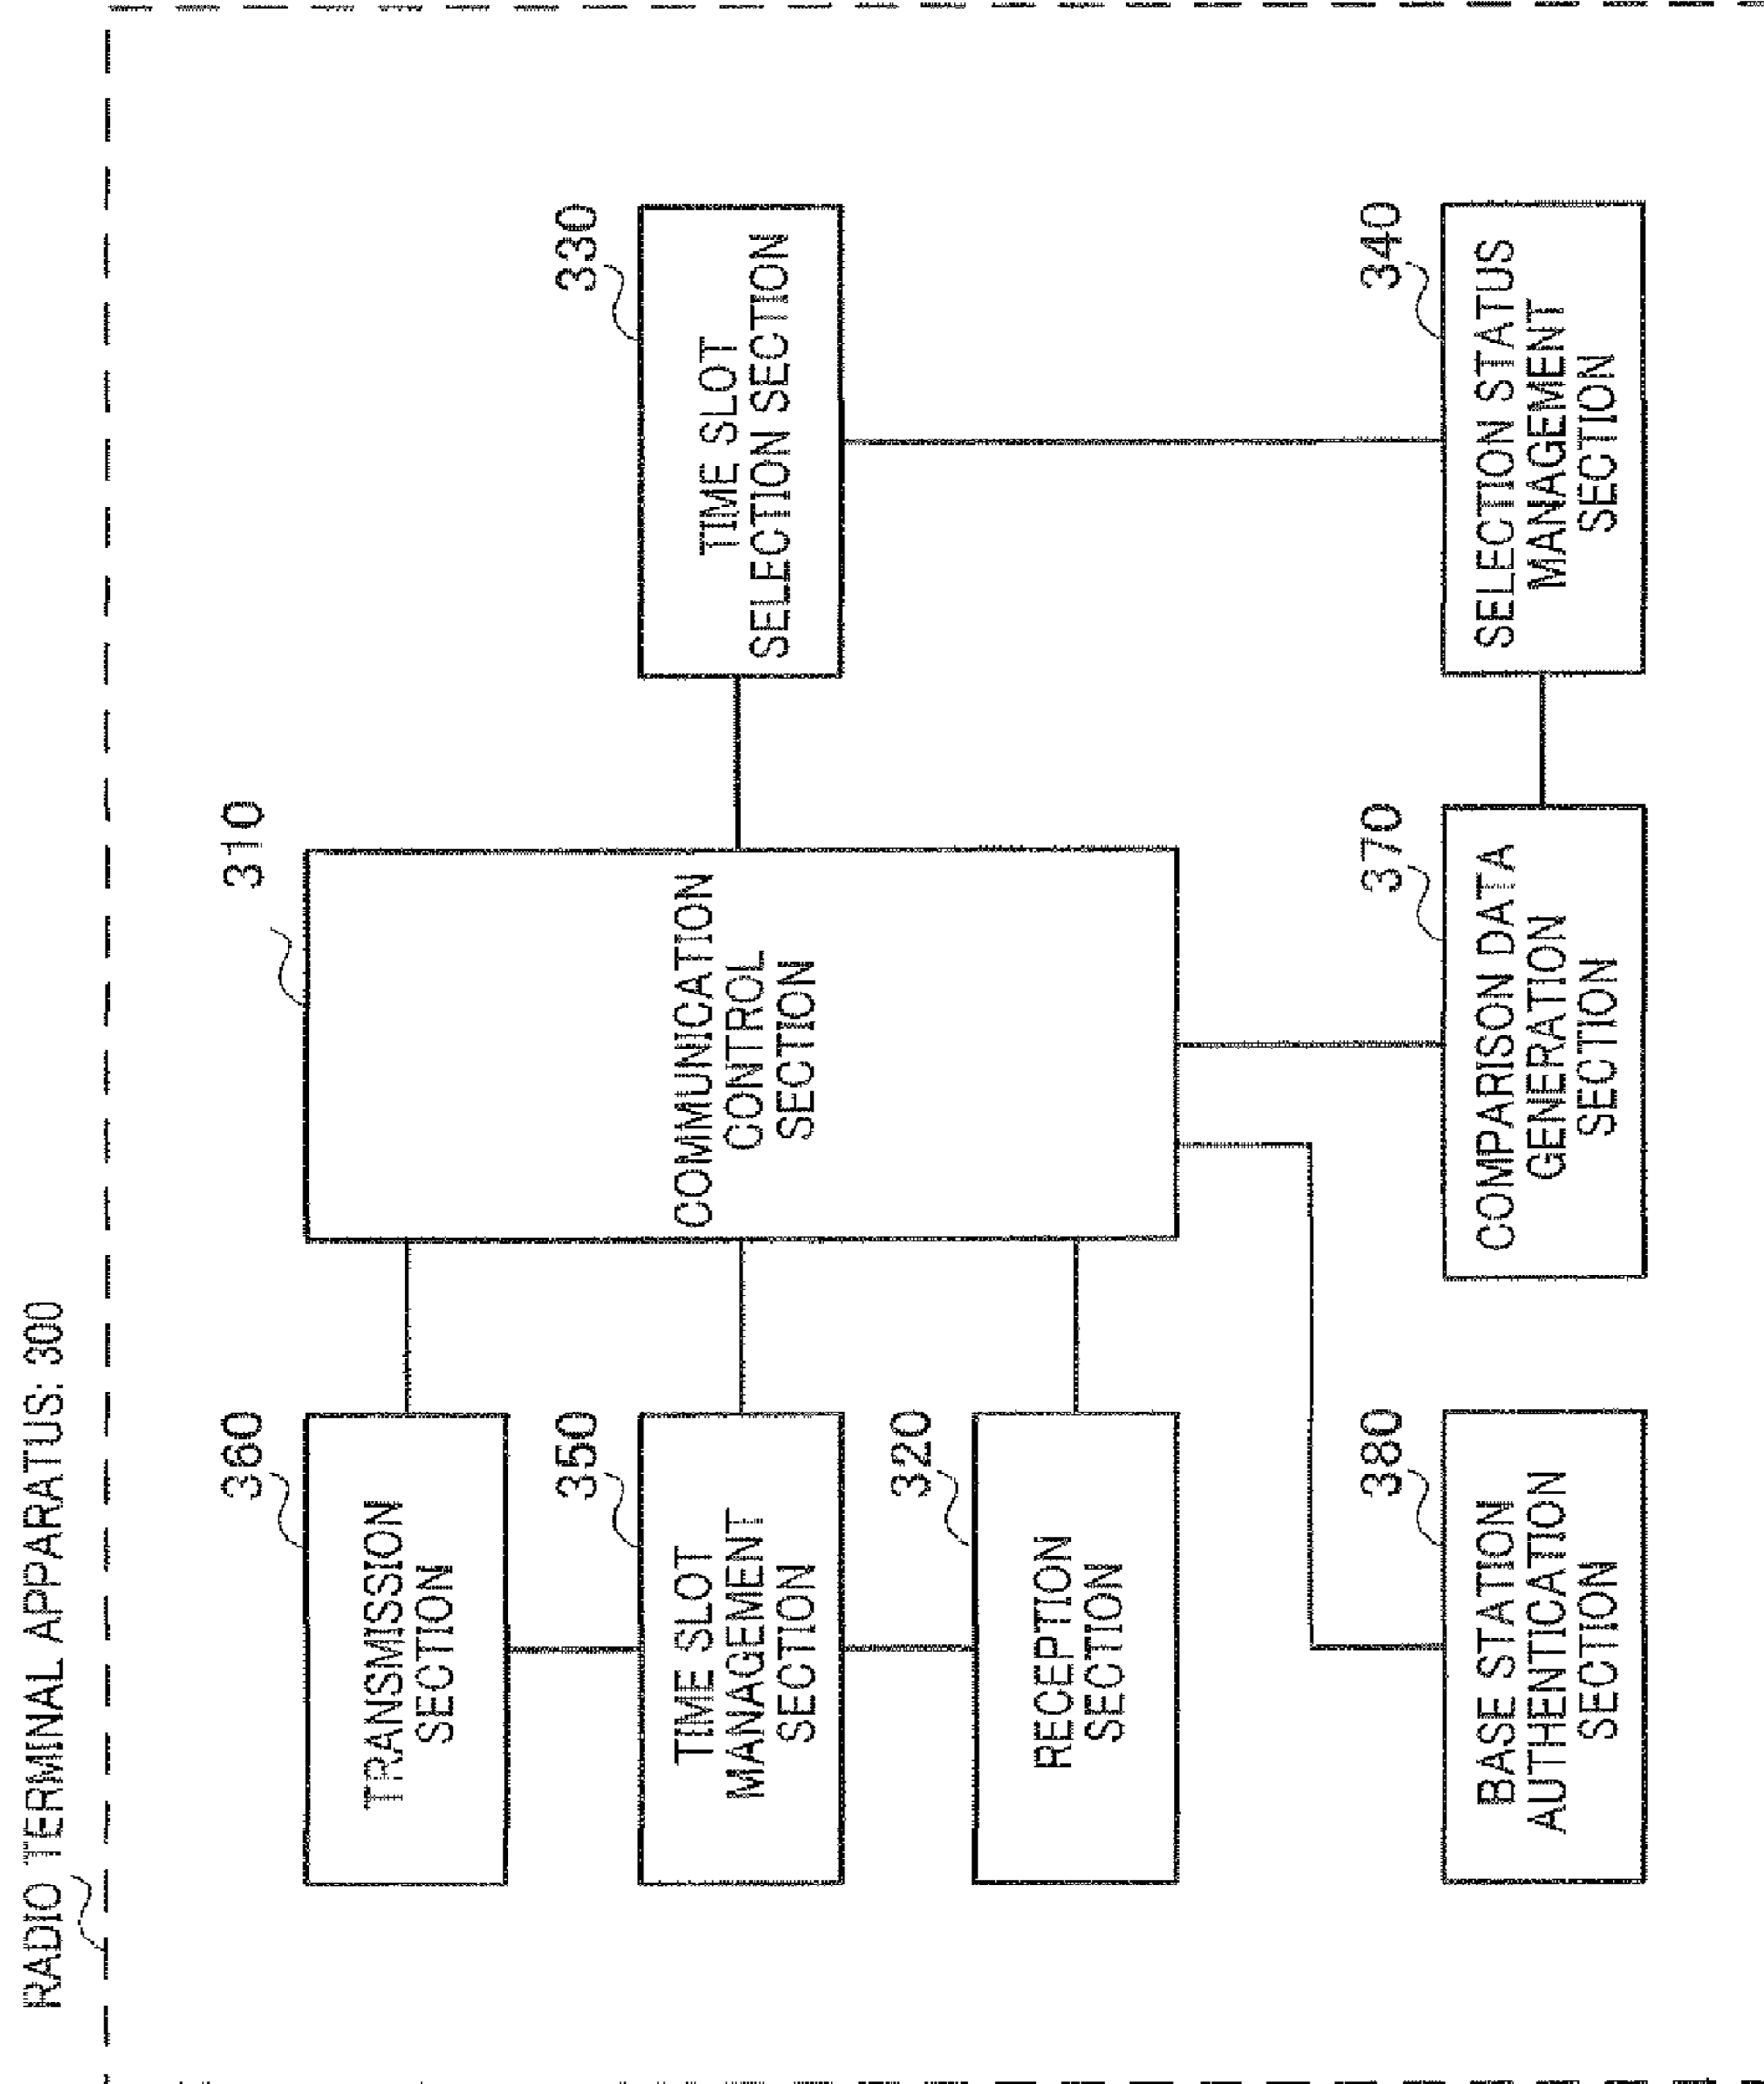 RADIO TERMINAL APPARATUS: 300
360
TRANSMISSION
SECTION
310
COMMUNICATION
CONTROL
SECTION
350
TIME SLOT
MANAGEMENT
SECTION
330
TIME SLOT
SELECTION SECTION
320
RECEPTION
SECTION
380
BASE STATION
AUTHENTICATION
SECTION
370
COMPARISON DATA
GENERATION
SECTION
340
SELECTION STATUS
MANAGEMENT
SECTION